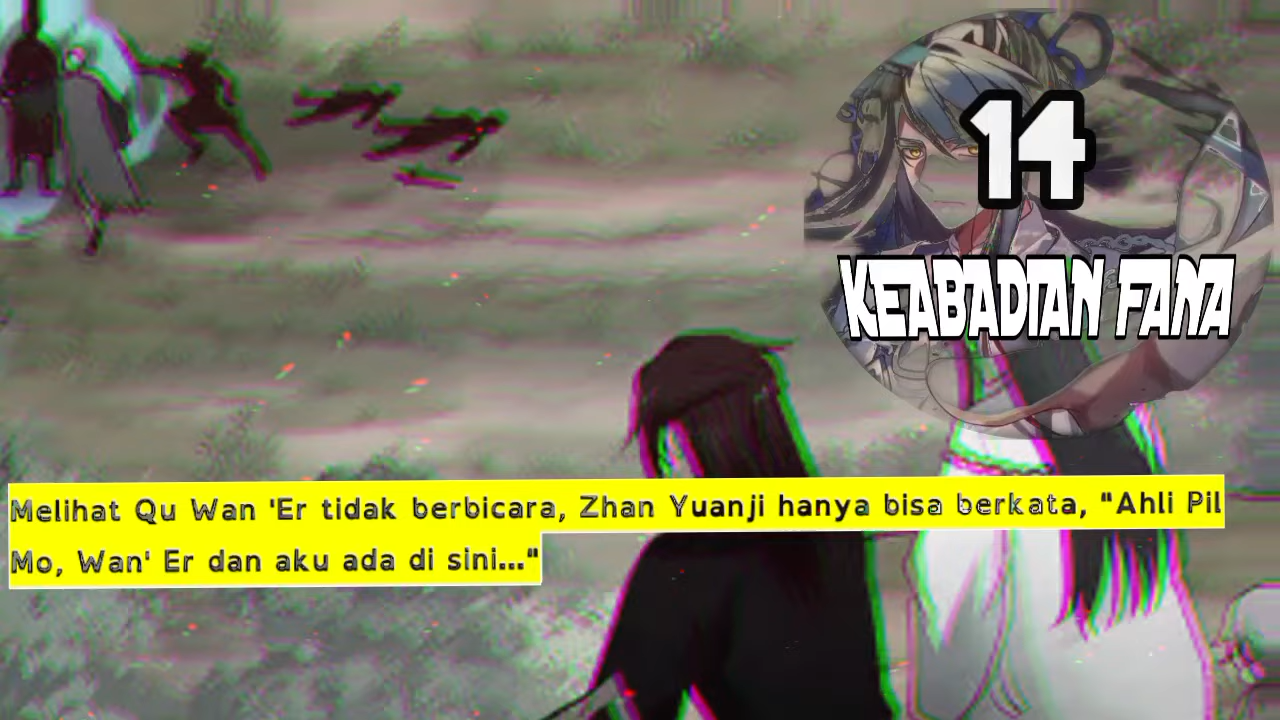 14
KEABADIAN FANA
Melihat Qu Wan 'Er tidak berbicara, Zhan Yuanji hanya bisa berkata, "Ahli Pil
Mo, Wan' Er dan aku ada di sini..."